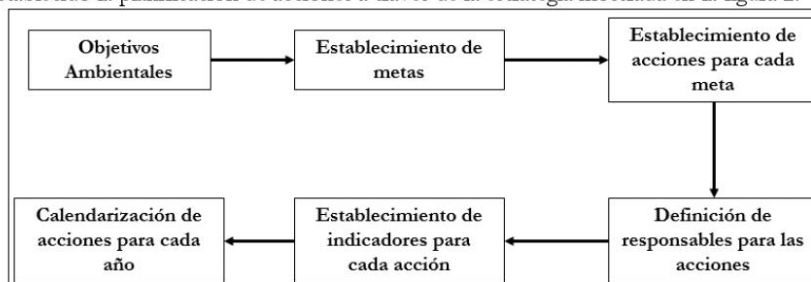 Objetivos
Ambientales
Establecimiento de
metas
Establecimiento de
acciones para cada
meta
Definición de
responsables para las
acciones
Establecimiento de
indicadores para
cada acción
Calendarización de
acciones para cada
año